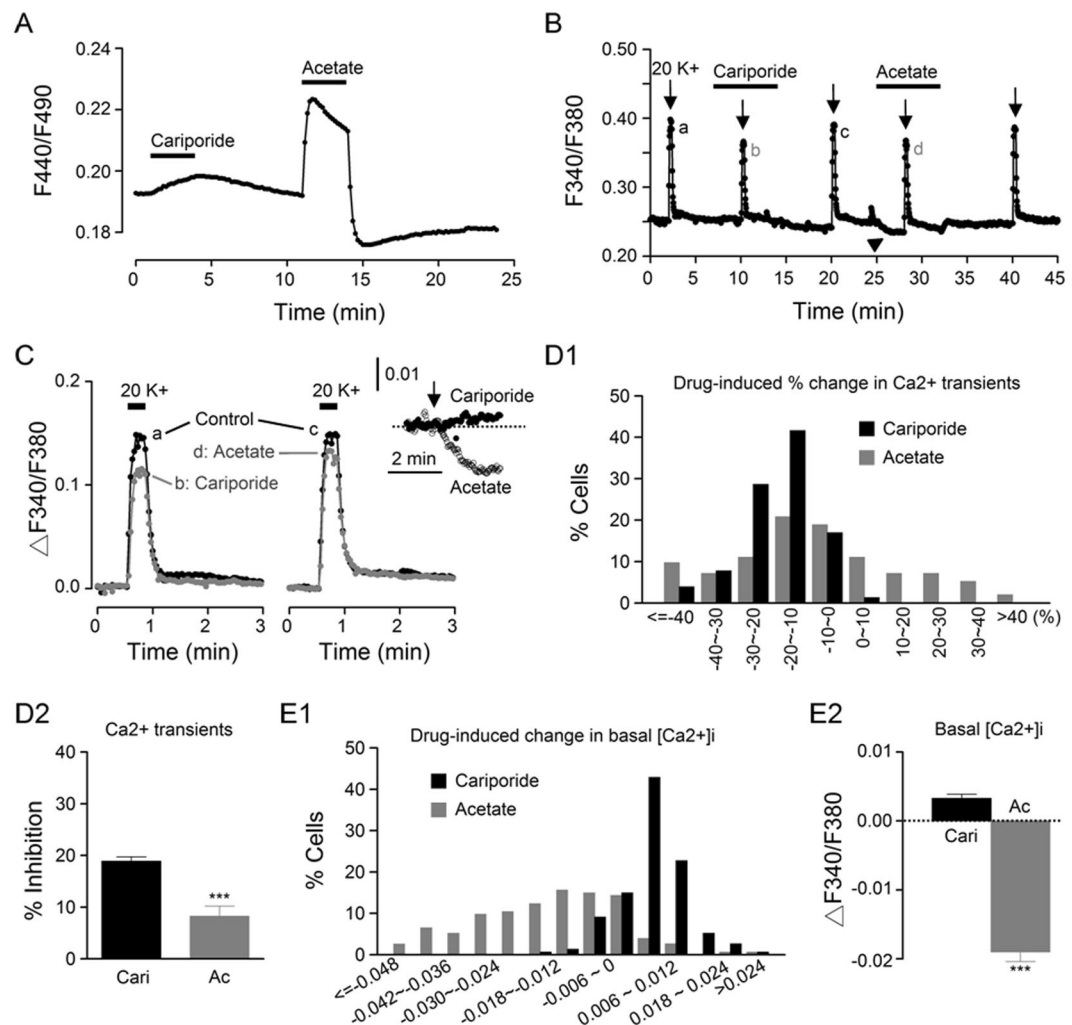 A
F440/F490
0.24
0.22
0.20
0.18
Cariporide
Acetate
0 5 10 15 20 25
Time (min)
B
F340/F380
0.50
0.40
0.30
0.20
20 K+
Cariporide
Acetate
a
b
c
d
0 5 10 15 20 25 30 35 40 45
Time (min)
C
△F340/F380
0.2
0.1
0.0
20 K+
20 K+
Control
a
c
d: Acetate
b: Cariporide
0.01
Cariporide
2 min
Acetate
0 1 2 3
0 1 2 3
Time (min)
Time (min)
D1
Drug-induced % change in Ca2+ transients
% Cells
50
40
30
20
10
0
Cariporide
Acetate
<=-40
-40~-30
-30~-20
-20~-10
-10~0
0~10
10~20
20~30
30~40
>40 (%)
D2
Ca2+ transients
% Inhibition
40
30
20
10
0
***
Cari
Ac
E1
Drug-induced change in basal [Ca2+]i
% Cells
50
40
30
20
10
0
Cariporide
Acetate
<=-0.048
-0.042~-0.036
-0.030~-0.024
-0.018~-0.012
-0.006 ~ 0
0.006 ~ 0.012
0.018 ~ 0.024
>0.024
E2
Basal [Ca2+]i
△F340/F380
0.01
0.00
-0.01
-0.02
Ac
Cari
***